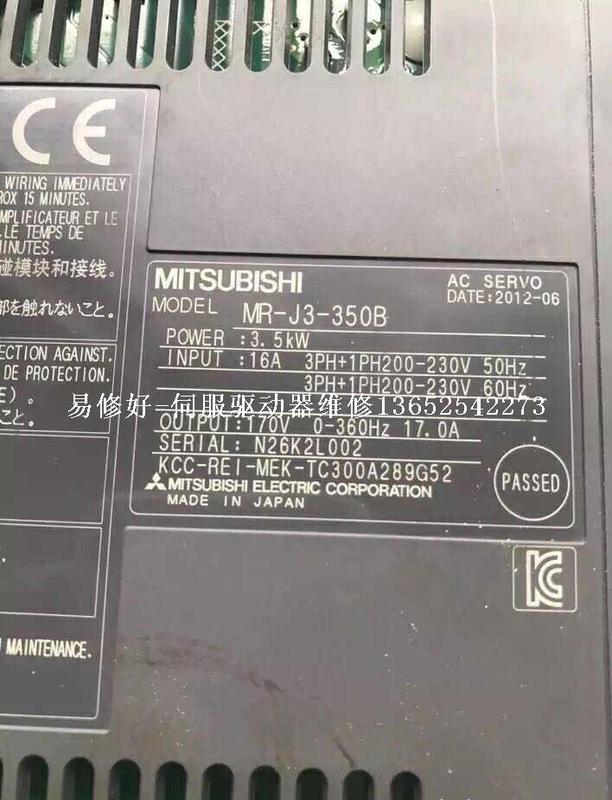 CE
WIRING IMMEDIATELY
ROX 15 MINUTES.
MPLIFICATEUR ET LE
LE TEMPS DE
MINUTES.
碰模块和接线。
部を触れないこと。
ECTION AGAINST.
DE PROTECTION.
と。
MAINTENANCE.
MITSUBISHI
AC SERVO
MODEL MR-J3-350B
DATE:2012-06
POWER :3.5kW
INPUT :16A 3PH+1PH200-230V 50Hz
3PH+1PH200-230V 60Hz
易修好-伺服驱动器维修13652542273
OUTPUT:170V 0-360Hz 17.0A
SERIAL: N26K2L002
KCC-REI-MEK-TC300A289G52
MITSUBISHI ELECTRIC CORPORATION
MADE IN JAPAN
PASSED
KC